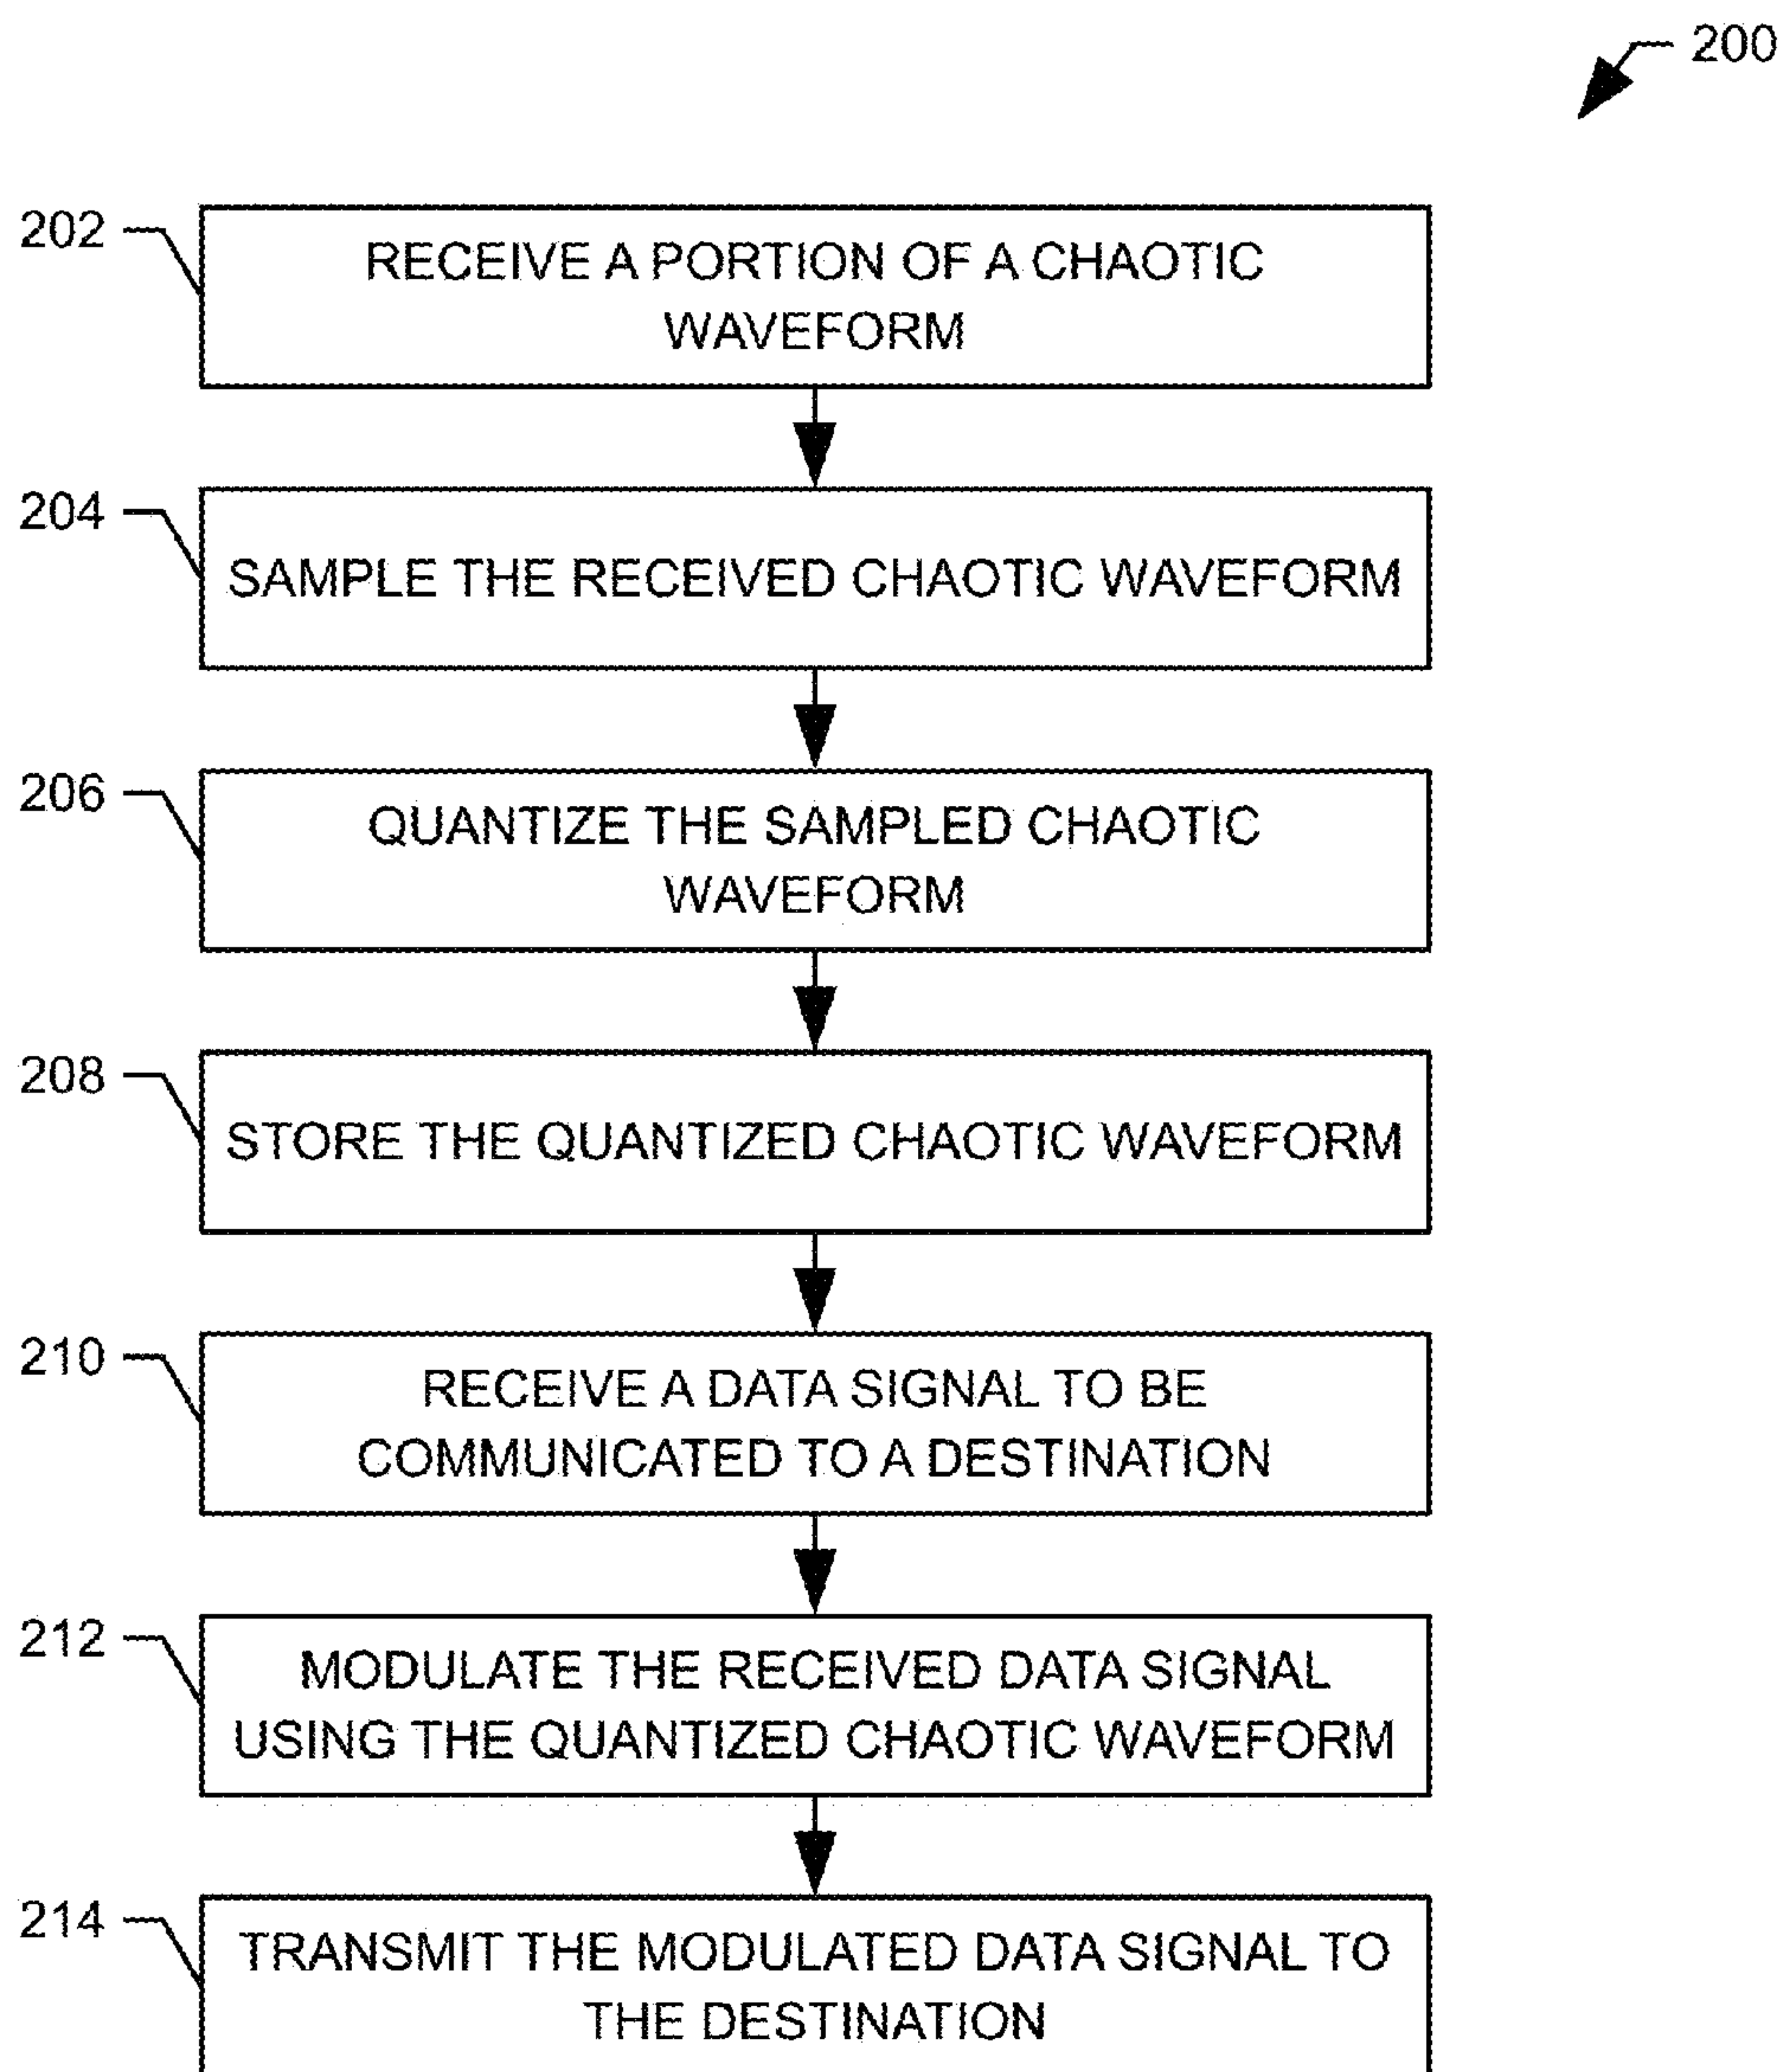 200
202
RECEIVE A PORTION OF A CHAOTIC
WAVEFORM
204
SAMPLE THE RECEIVED CHAOTIC WAVEFORM
206
QUANTIZE THE SAMPLED CHAOTIC
WAVEFORM
208
STORE THE QUANTIZED CHAOTIC WAVEFORM
210
RECEIVE A DATA SIGNAL TO BE
COMMUNICATED TO A DESTINATION
212
MODULATE THE RECEIVED DATA SIGNAL
USING THE QUANTIZED CHAOTIC WAVEFORM
214
TRANSMIT THE MODULATED DATA SIGNAL TO
THE DESTINATION